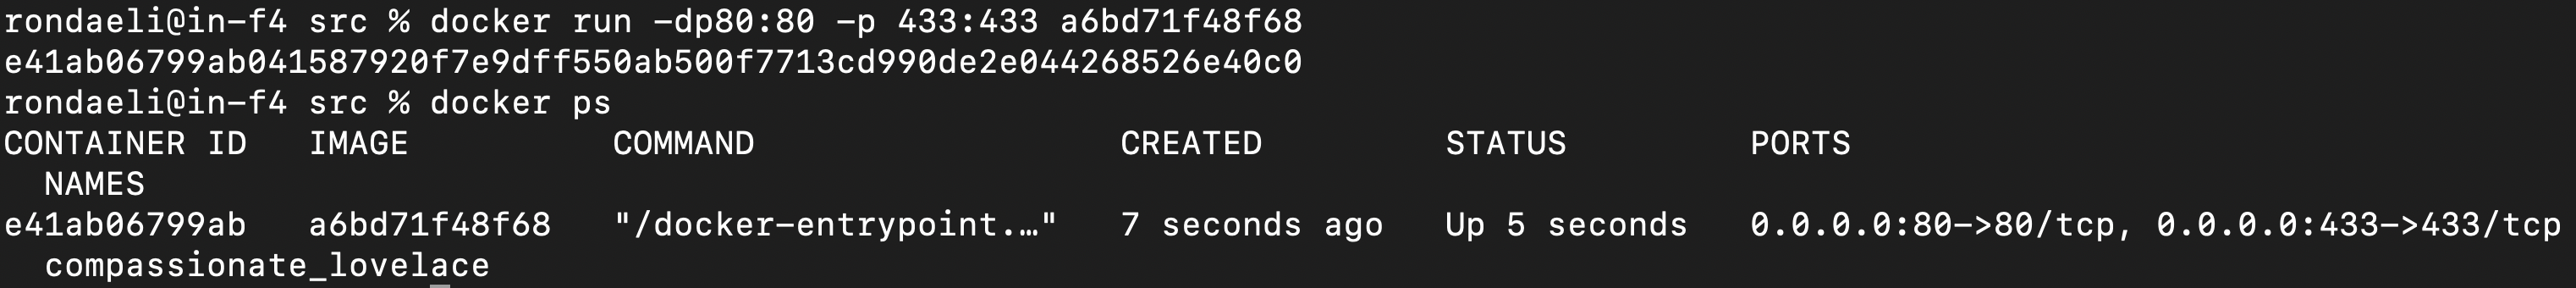 rondaeli@in-f4 src % docker run -dp80:80 -p 433:433 a6bd71f48f68
e41ab06799ab041587920f7e9dff550ab500f7713cd990de2e044268526e40c0
rondaeli@in-f4 src % docker ps
CONTAINER ID   IMAGE          COMMAND                  CREATED         STATUS         PORTS
  NAMES
e41ab06799ab   a6bd71f48f68   "/docker-entrypoint.…"   7 seconds ago   Up 5 seconds   0.0.0.0:80->80/tcp, 0.0.0.0:433->433/tcp
  compassionate_lovelace